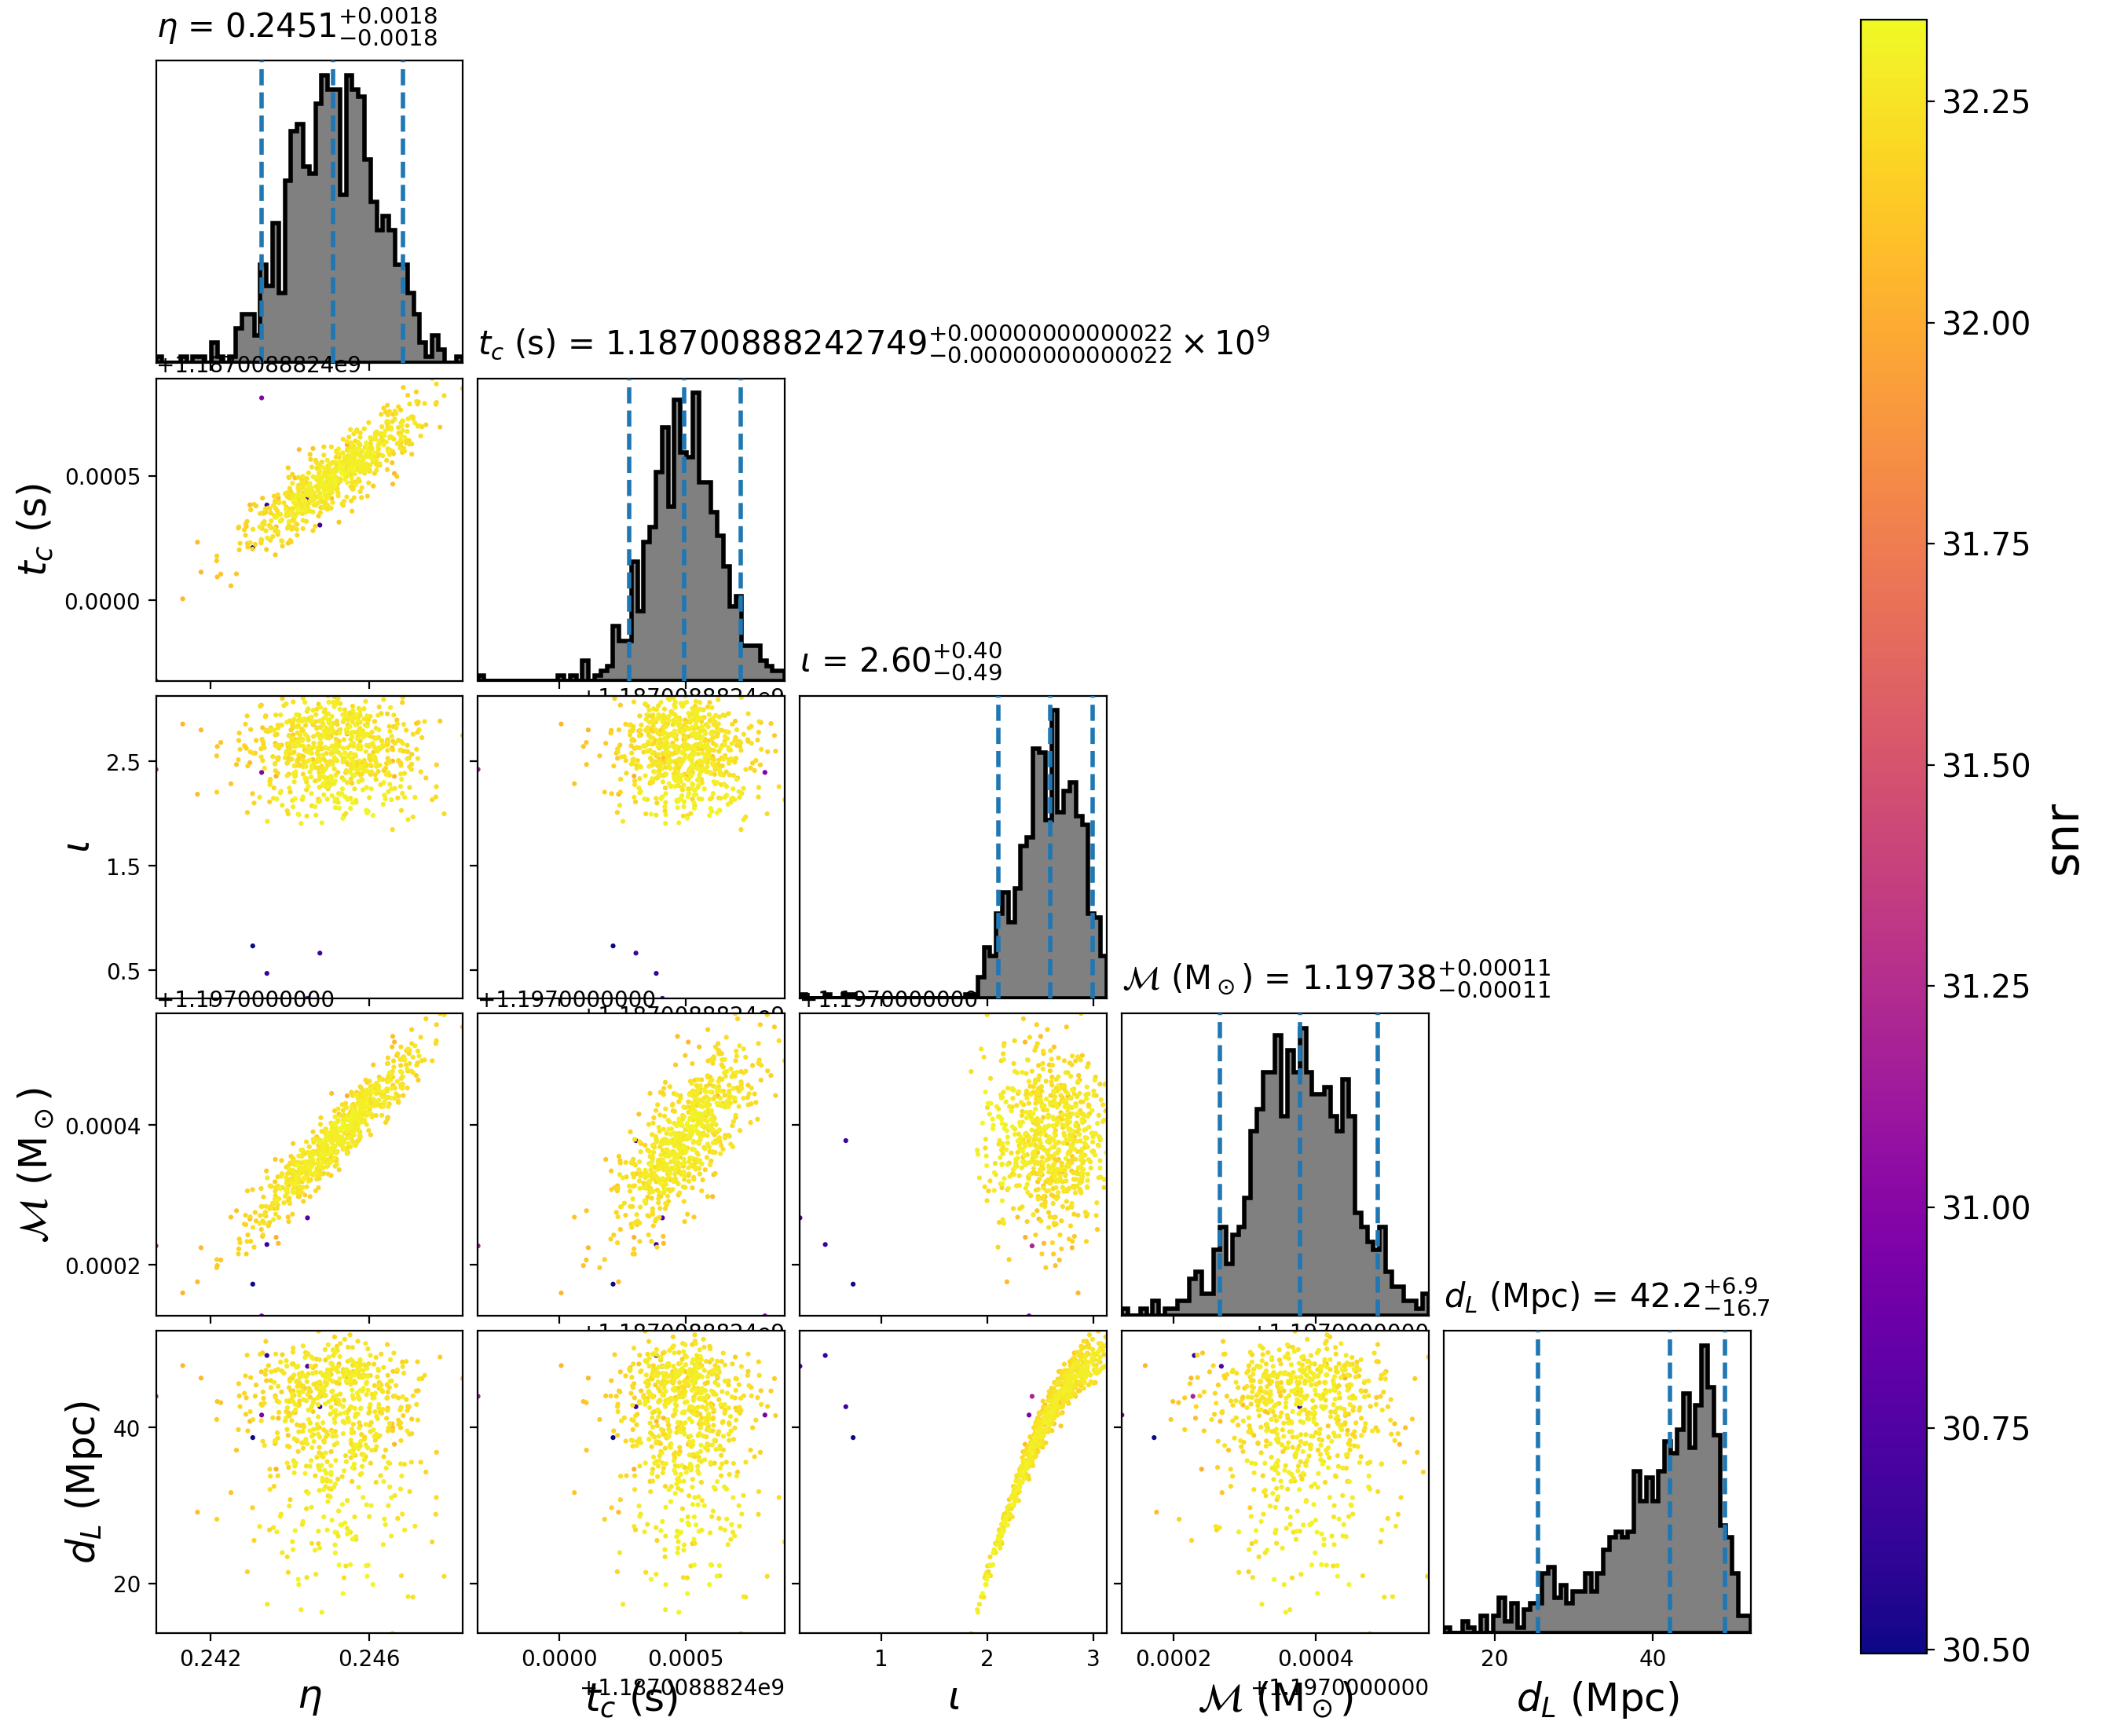 η = 0.2451+0.0018−0.0018
32.25
32.00
31.75
31.50
31.25
31.00
30.75
30.50
snr
t_c (s) = 1.18700888242749+0.00000000000022−0.00000000000022 × 10⁹
+1.1870088824e9
t_c (s)
0.0005
0.0000
ι = 2.60+0.40−0.49
+1.1870088824e9
ι
2.5
1.5
0.5
ℳ (M⊙) = 1.19738+0.00011−0.00011
+1.1970000000
+1.1970000000
+1.1970000000
+1.1870088824e9
ℳ (M⊙)
0.0004
0.0002
d_L (Mpc) = 42.2+6.9−16.7
+1.1870088824e9
+1.1970000000
d_L (Mpc)
40
20
0.242 0.246 0.0000 0.0005 1 2 3 0.0002 0.0004 20 40
+1.1870088824e9 +1.1970000000
η t_c (s) ι ℳ (M⊙) d_L (Mpc)